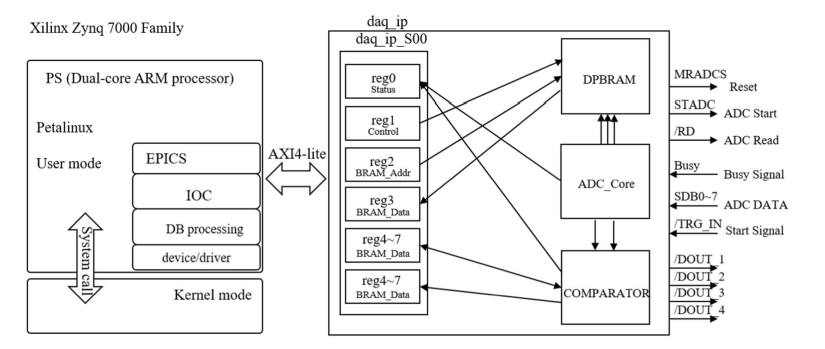 Xilinx Zynq 7000 Family
PS (Dual-core ARM processor)
Petalinux
User mode
EPICS
IOC
DB processing
device/driver
System call
Kernel mode
AXI4-lite
daq_ip
daq_ip_S00
reg0
Status
reg1
Control
reg2
BRAM_Addr
reg3
BRAM_Data
reg4~7
BRAM_Data
reg4~7
BRAM_Data
DPBRAM
ADC_Core
COMPARATOR
MRADCS
Reset
STADC
ADC Start
/RD
ADC Read
Busy
Busy Signal
SDB0~7
ADC DATA
/TRG_IN
Start Signal
/DOUT_1
/DOUT_2
/DOUT_3
/DOUT_4